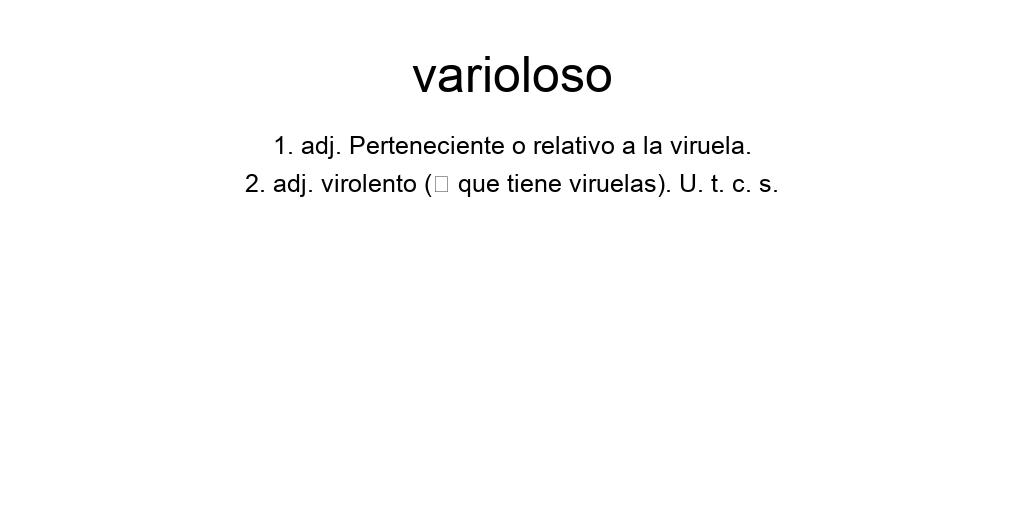 varioloso
1. adj. Perteneciente o relativo a la viruela.
2. adj. virolento (□ que tiene viruelas). U. t. c. s.